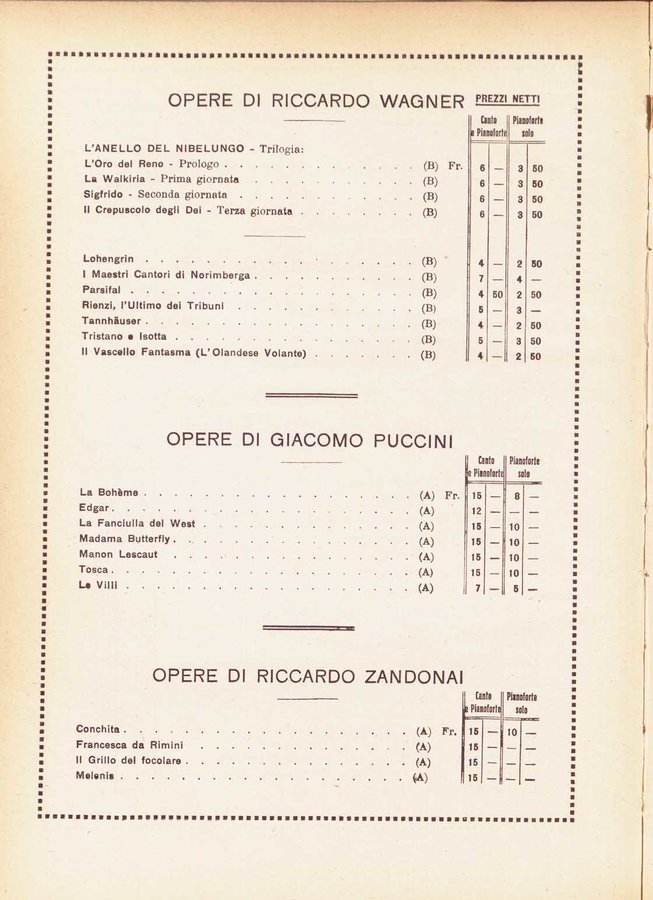 OPERE DI RICCARDO WAGNER PREZZI NETTI
Canto e Pianoforte Pianoforte solo
L'ANELLO DEL NIBELUNGO - Trilogia:
L'Oro del Reno - Prologo . . . . . . . . . . . . (B) Fr. 6 — 3 50
La Walkiria - Prima giornata . . . . . . . . . . . (B) 6 — 3 50
Sigfrido - Seconda giornata . . . . . . . . . . . (B) 6 — 3 50
Il Crepuscolo degli Dei - Terza giornata . . . . . . . (B) 6 — 3 50
Lohengrin . . . . . . . . . . . . . . . . . (B) 4 — 2 50
I Maestri Cantori di Norimberga . . . . . . . . . . (B) 7 — 4 —
Parsifal . . . . . . . . . . . . . . . . . . (B) 4 50 2 50
Rienzi, l'Ultimo dei Tribuni . . . . . . . . . . . (B) 5 — 3 —
Tannhäuser . . . . . . . . . . . . . . . . . (B) 4 — 2 50
Tristano e Isotta . . . . . . . . . . . . . . . (B) 5 — 3 50
Il Vascello Fantasma (L'Olandese Volante) . . . . . . (B) 4 — 2 50
OPERE DI GIACOMO PUCCINI
Canto e Pianoforte Pianoforte solo
La Bohème . . . . . . . . . . . . . . . . . (A) Fr. 15 — 8 —
Edgar . . . . . . . . . . . . . . . . . . . (A) 12 — — —
La Fanciulla del West . . . . . . . . . . . . . (A) 15 — 10 —
Madama Butterfly . . . . . . . . . . . . . . . (A) 15 — 10 —
Manon Lescaut . . . . . . . . . . . . . . . (A) 15 — 10 —
Tosca . . . . . . . . . . . . . . . . . . . (A) 15 — 10 —
Le Villi . . . . . . . . . . . . . . . . . . (A) 7 — 5 —
OPERE DI RICCARDO ZANDONAI
Canto e Pianoforte Pianoforte solo
Conchita . . . . . . . . . . . . . . . . . . (A) Fr. 15 — 10 —
Francesca da Rimini . . . . . . . . . . . . . (A) 15 — — —
Il Grillo del focolare . . . . . . . . . . . . . . (A) 15 — — —
Melenis . . . . . . . . . . . . . . . . . . (A) 15 — — —